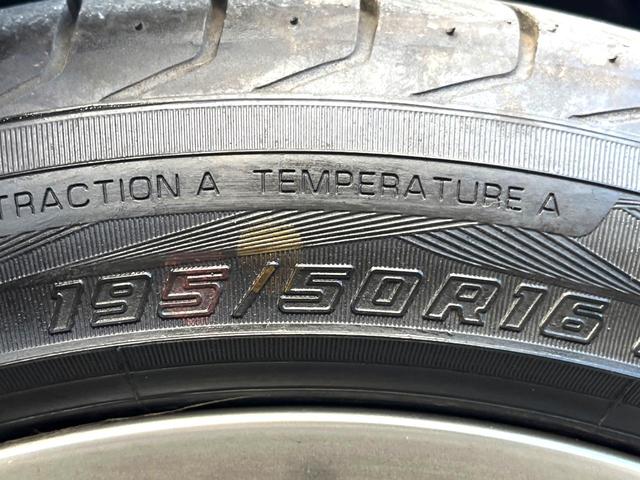 TRACTION A TEMPERATURE A
195/50R16